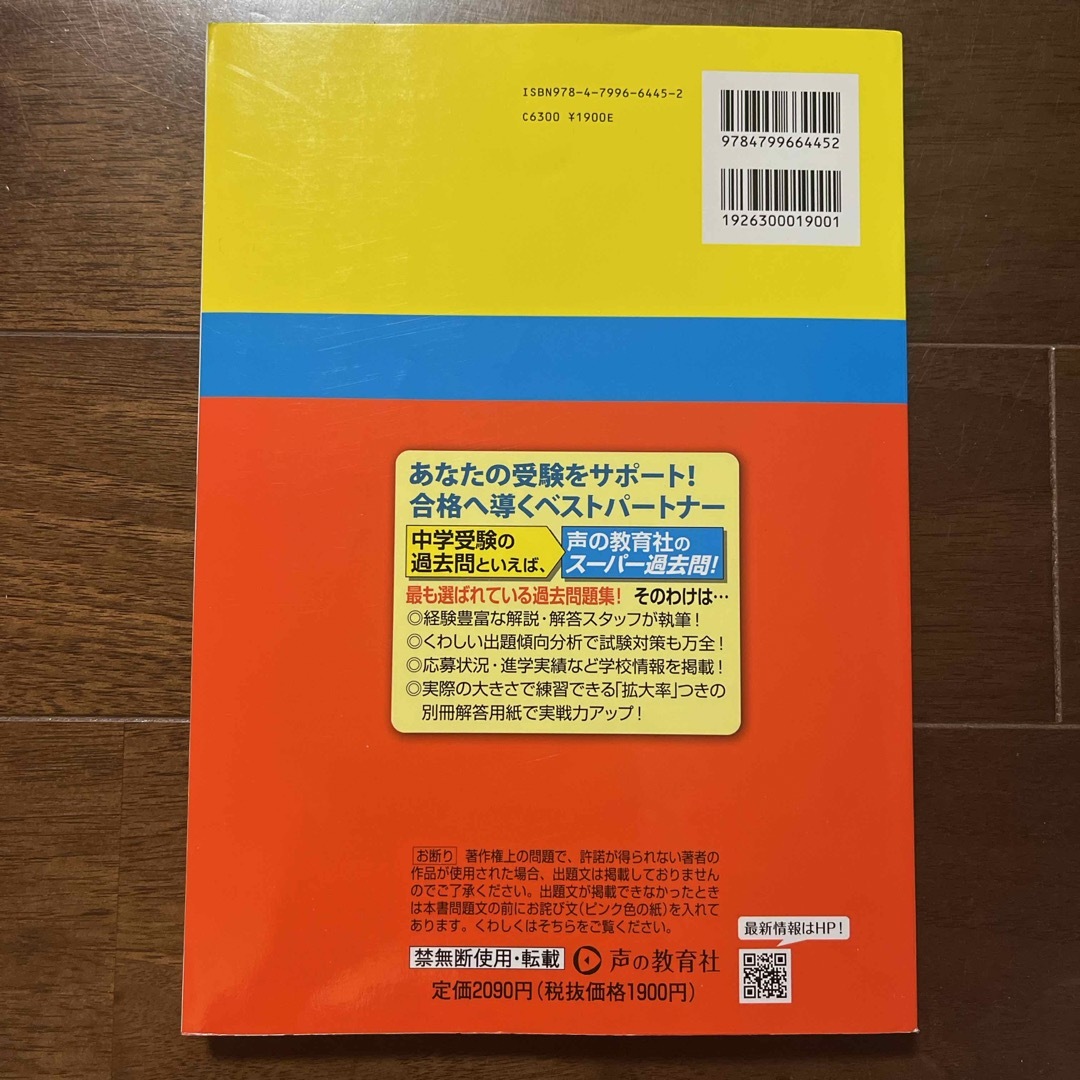 ISBN978-4-7996-6445-2
C6300 ¥1900E
9784799664452
1926300019001
あなたの受験をサポート!
合格へ導くベストパートナー
中学受験の
過去問といえば、
声の教育社の
スーパー過去問!
最も選ばれている過去問題集! そのわけは…
◎経験豊富な解説・解答スタッフが執筆!
◎くわしい出題傾向分析で試験対策も万全!
◎応募状況・進学実績など学校情報を掲載!
◎実際の大きさで練習できる「拡大率」つきの
別冊解答用紙で実戦力アップ!
お断り 著作権上の問題で、許諾が得られない著者の
作品が使用された場合、出題文は掲載しておりません
のでご了承ください。出題文が掲載できなかったときは
は本書問題文の前にお詫び文(ピンク色の紙)を入れて
あります。くわしくはそちらをご覧ください。
最新情報はHP!
禁無断使用・転載 声の教育社
定価2090円(税抜価格1900円)